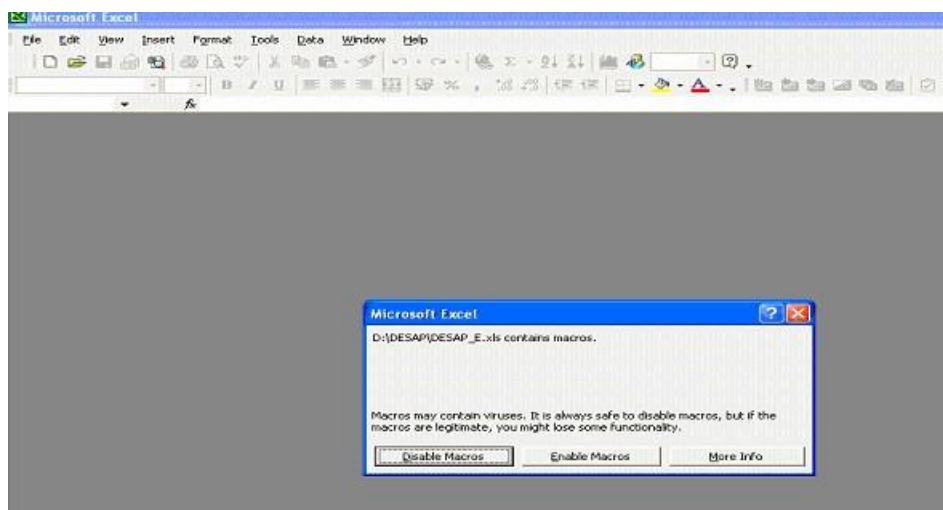 Microsoft Excel
File Edit View Insert Format Tools Data Window Help
B I U % ,
fx
Microsoft Excel
D:\DESAP\DESAP_E.xls contains macros.
Macros may contain viruses. It is always safe to disable macros, but if the
macros are legitimate, you might lose some functionality.
Disable Macros Enable Macros More Info